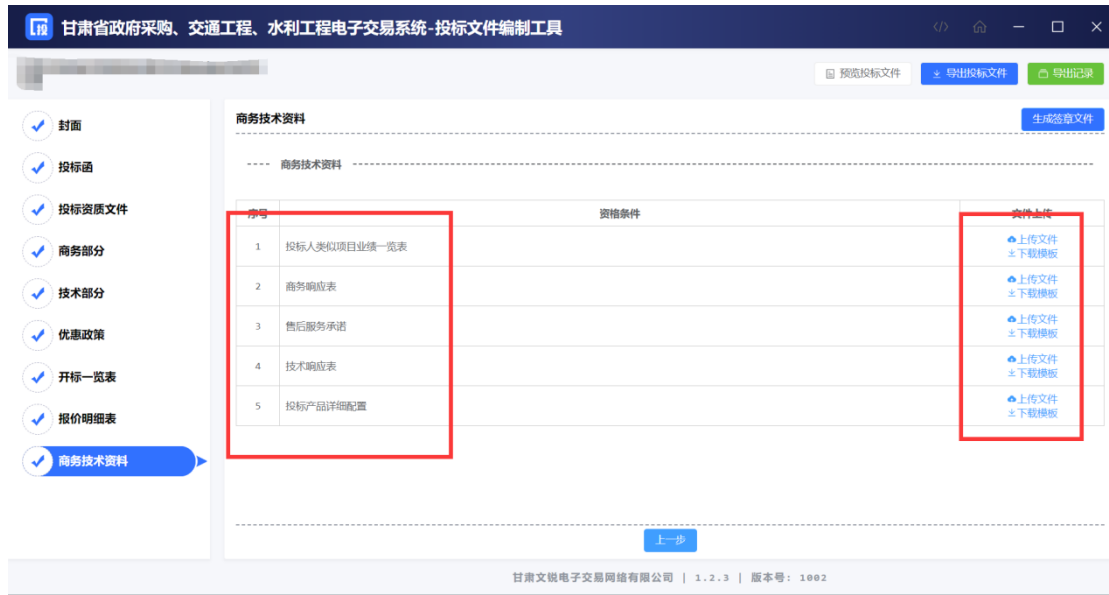 投 甘肃省政府采购、交通工程、水利工程电子交易系统-投标文件编制工具
预览投标文件 导出投标文件 导出记录
封面
投标函
投标资质文件
商务部分
技术部分
优惠政策
开标一览表
报价明细表
商务技术资料
商务技术资料 生成签章文件
商务技术资料
序号 资格条件 文件上传
1 投标人类似项目业绩一览表 上传文件
下载模板
2 商务响应表 上传文件
下载模板
3 售后服务承诺 上传文件
下载模板
4 技术响应表 上传文件
下载模板
5 投标产品详细配置 上传文件
下载模板
上一步
甘肃文锐电子交易网络有限公司 | 1.2.3 | 版本号: 1002